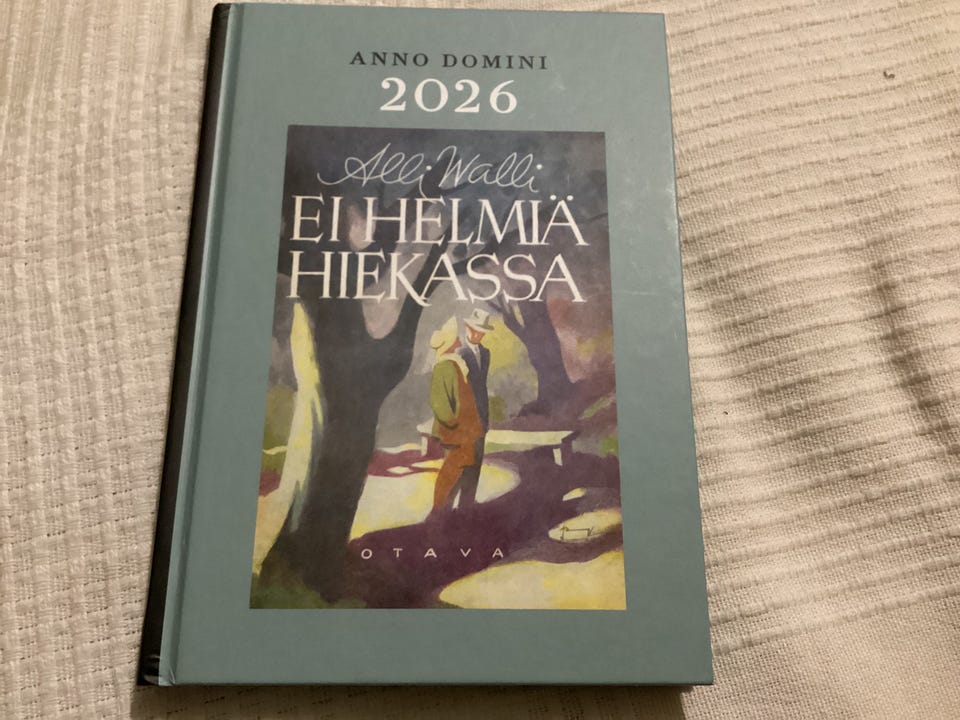 ANNO DOMINI
2026
Alli Walli
EI HELMIÄ
HIEKASSA
OTAVA